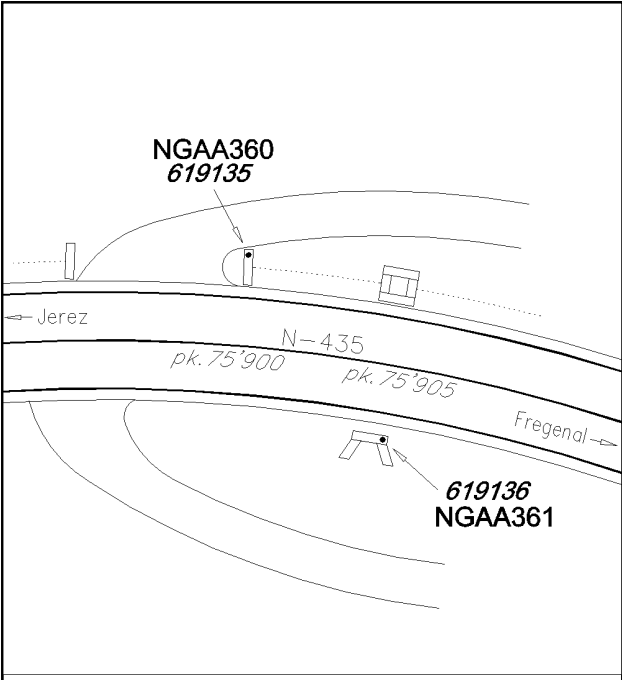 NGAA360
619135
Jerez
N-435
pk. 75'900
pk. 75'905
Fregenal
619136
NGAA361